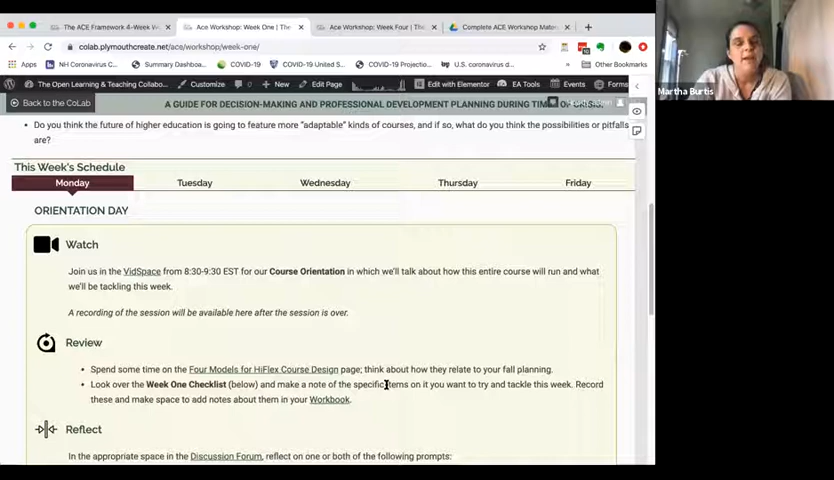 The ACE Framework 4-Week W
Ace Workshop: Week One | The
Ace Workshop: Week Four | The
Complete ACE Workshop Mater
colab.plymouthcreate.net/ace/workshop/week-one/
Apps
NH Coronavirus C...
Summary Dashbo...
COVID-19
COVID-19 United S...
COVID-19 Projectio...
U.S. coronavirus d...
Other Bookmarks
The Open Learning & Teaching Collabo...
Customize
0
New
Edit Page
Edit with Elementor
EA Tools
Events
Forms
Back to the CoLab
A GUIDE FOR DECISION-MAKING AND PROFESSIONAL DEVELOPMENT PLANNING DURING
Martha Burtis
• Do you think the future of higher education is going to feature more "adaptable" kinds of courses, and if so, what do you think the possibilities or pitfalls
are?
This Week's Schedule
Monday
Tuesday
Wednesday
Thursday
Friday
ORIENTATION DAY
Watch
Join us in the VidSpace from 8:30-9:30 EST for our Course Orientation in which we'll talk about how this entire course will run and what
we'll be tackling this week.
A recording of the session will be available here after the session is over.
Review
• Spend some time on the Four Models for HiFlex Course Design page; think about how they relate to your fall planning.
• Look over the Week One Checklist (below) and make a note of the specific items on it you want to try and tackle this week. Record
these and make space to add notes about them in your Workbook.
Reflect
In the appropriate space in the Discussion Forum, reflect on one or both of the following prompts: